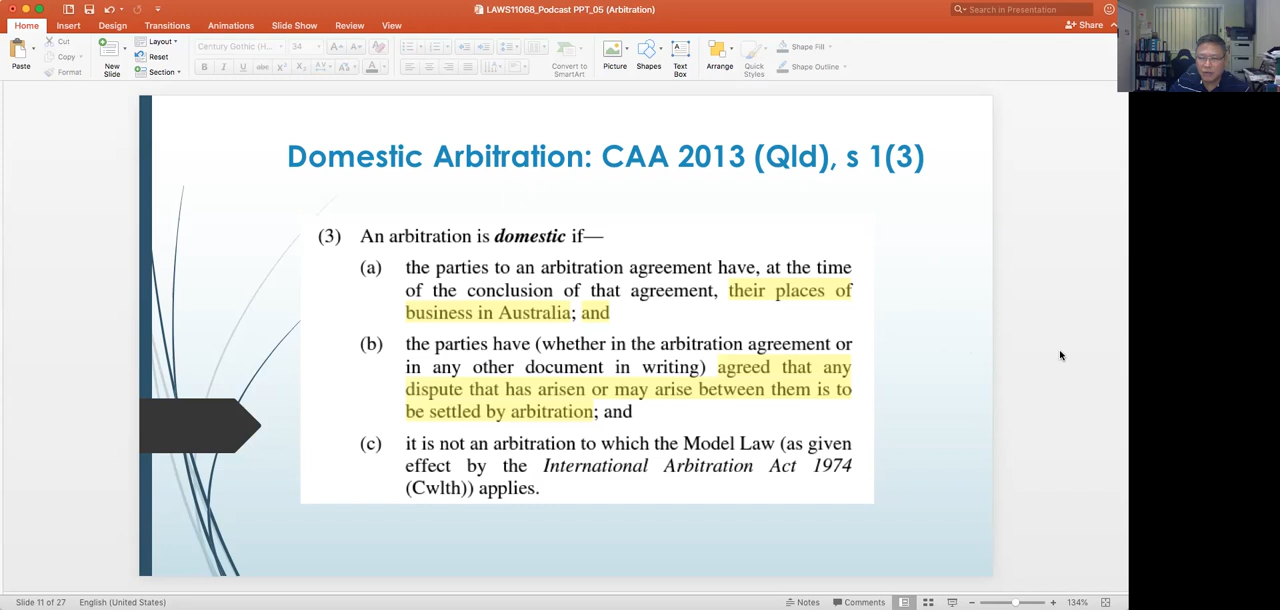 LAWS11068_Podcast PPT_05 (Arbitration)
Search in Presentation
Home Insert Design Transitions Animations Slide Show Review View
Share
Paste
Cut
Copy
Format
New Slide
Layout
Reset
Section
Century Gothic (H... 34
Convert to SmartArt
Picture
Shapes
Text Box
Arrange
Quick Styles
Shape Fill
Shape Outline
Domestic Arbitration: CAA 2013 (Qld), s 1(3)
(3) An arbitration is domestic if—
(a) the parties to an arbitration agreement have, at the time
of the conclusion of that agreement, their places of
business in Australia; and
(b) the parties have (whether in the arbitration agreement or
in any other document in writing) agreed that any
dispute that has arisen or may arise between them is to
be settled by arbitration; and
(c) it is not an arbitration to which the Model Law (as given
effect by the International Arbitration Act 1974
(Cwlth)) applies.
Slide 11 of 27 English (United States) Notes Comments 134%